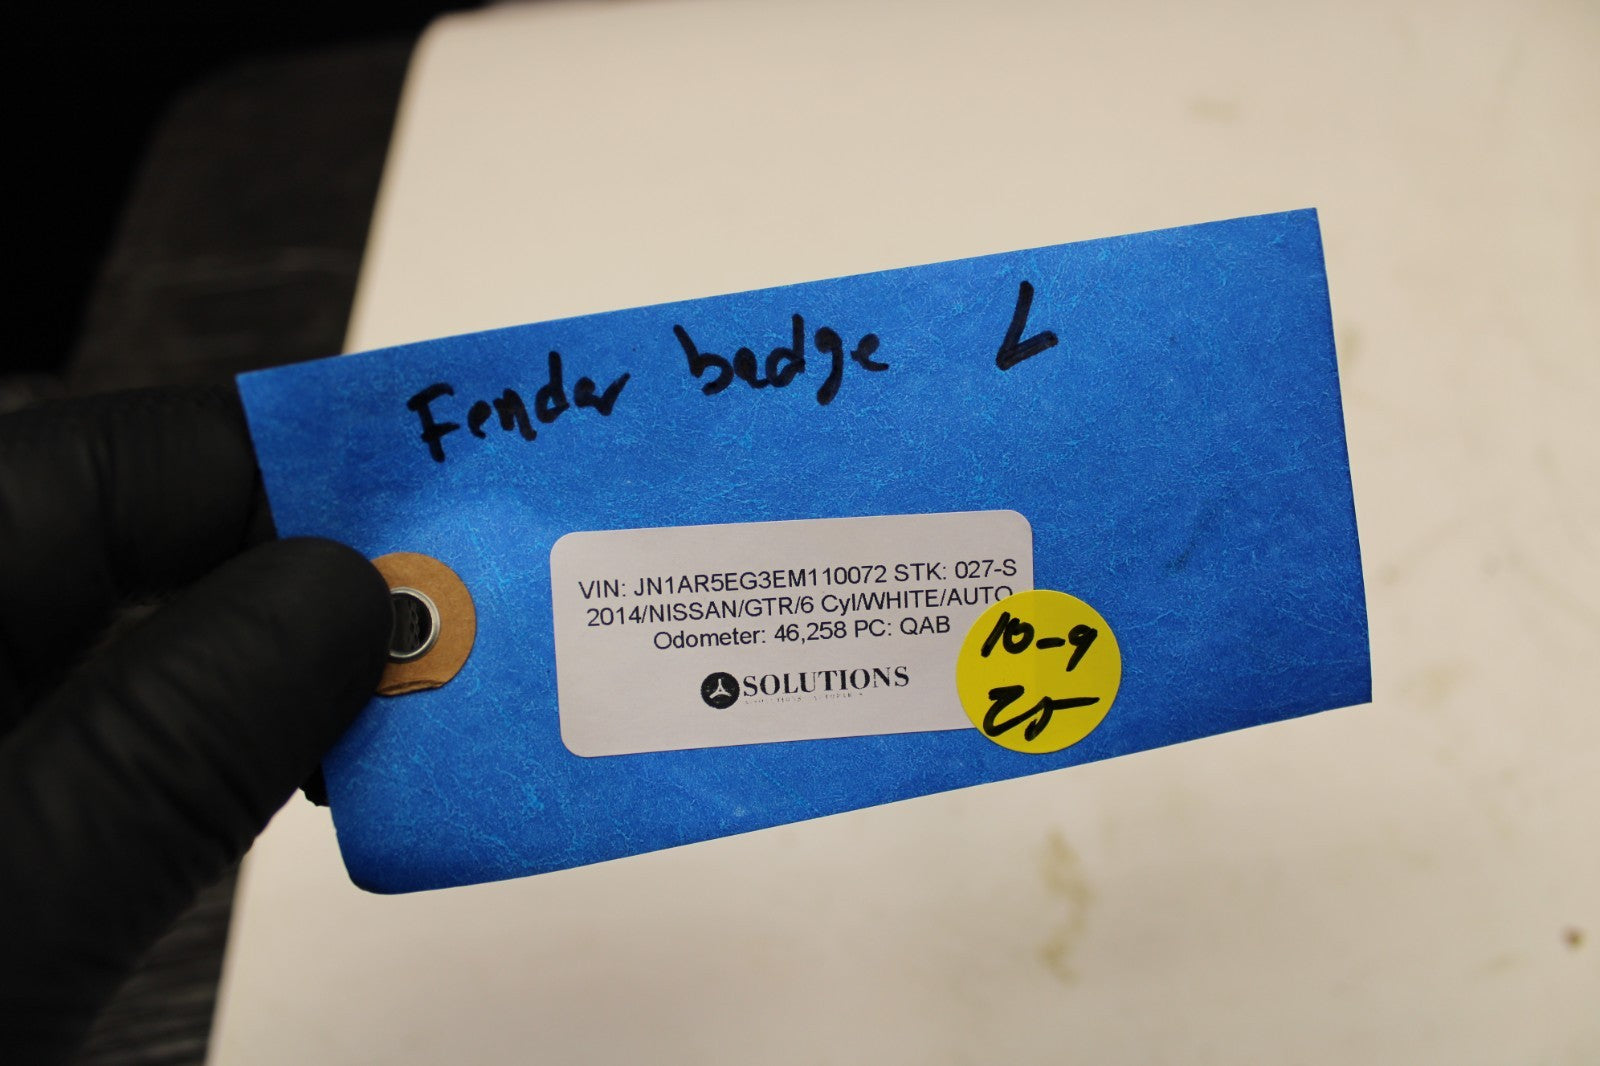 Fender badge L
VIN: JN1AR5EG3EM110072 STK: 027-S
2014/NISSAN/GTR/6 Cyl/WHITE/AUTO
Odometer: 46,258 PC: QAB
SOLUTIONS
10-9
25